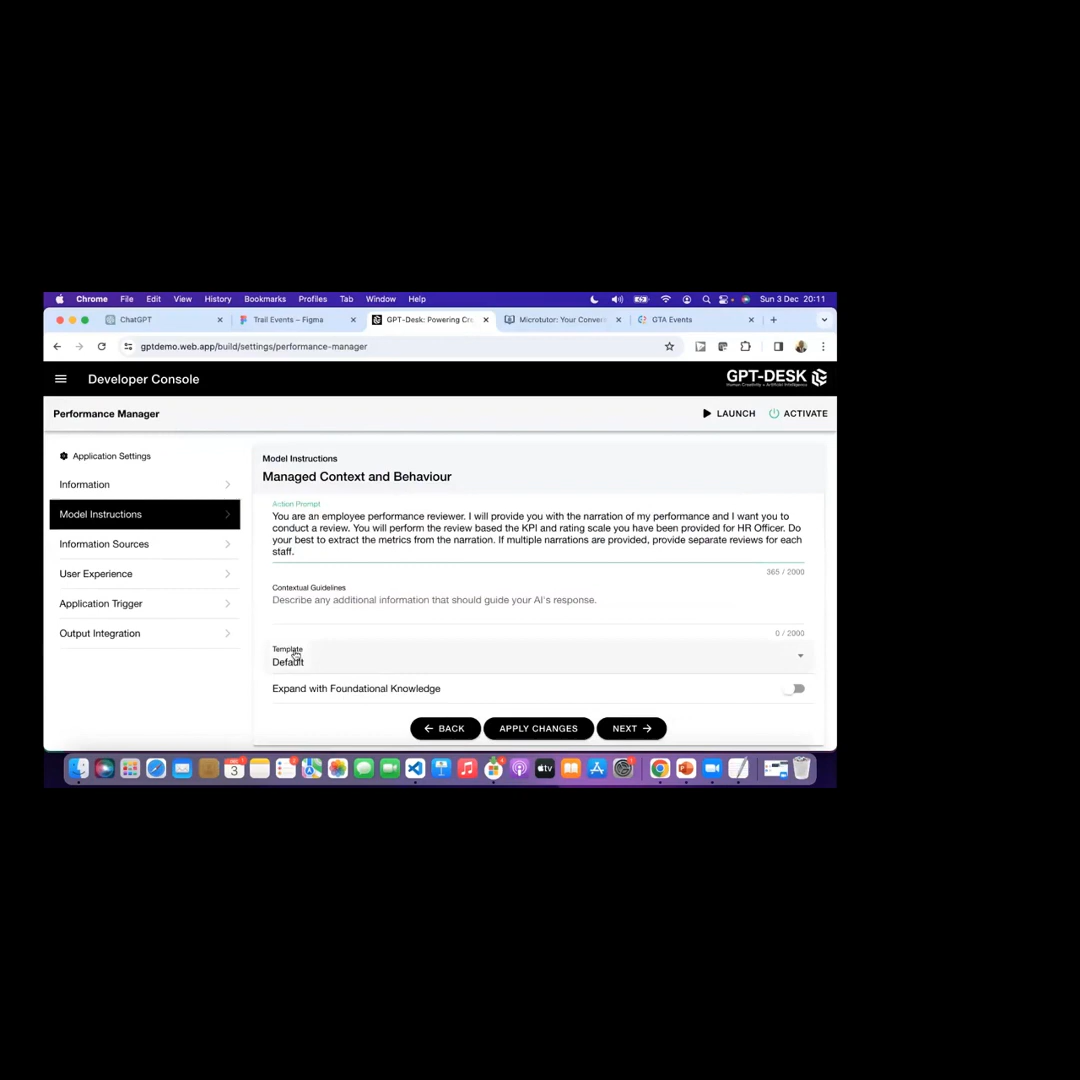 Chrome File Edit View History Bookmarks Profiles Tab Window Help Sun 3 Dec 20:11
ChatGPT Trail Events – Figma GPT-Desk: Powering Cre Microtutor: Your Conver GTA Events
gptdemo.web.app/build/settings/performance-manager
Developer Console GPT-DESK
Human Creativity x Artificial Intelligence
Performance Manager LAUNCH ACTIVATE
Application Settings
Information
Model Instructions
Information Sources
User Experience
Application Trigger
Output Integration
Model Instructions
Managed Context and Behaviour
Action Prompt
You are an employee performance reviewer. I will provide you with the narration of my performance and I want you to
conduct a review. You will perform the review based the KPI and rating scale you have been provided for HR Officer. Do
your best to extract the metrics from the narration. If multiple narrations are provided, provide separate reviews for each
staff.
365 / 2000
Contextual Guidelines
Describe any additional information that should guide your AI's response.
0 / 2000
Template
Default
Expand with Foundational Knowledge
BACK APPLY CHANGES NEXT
3
tv